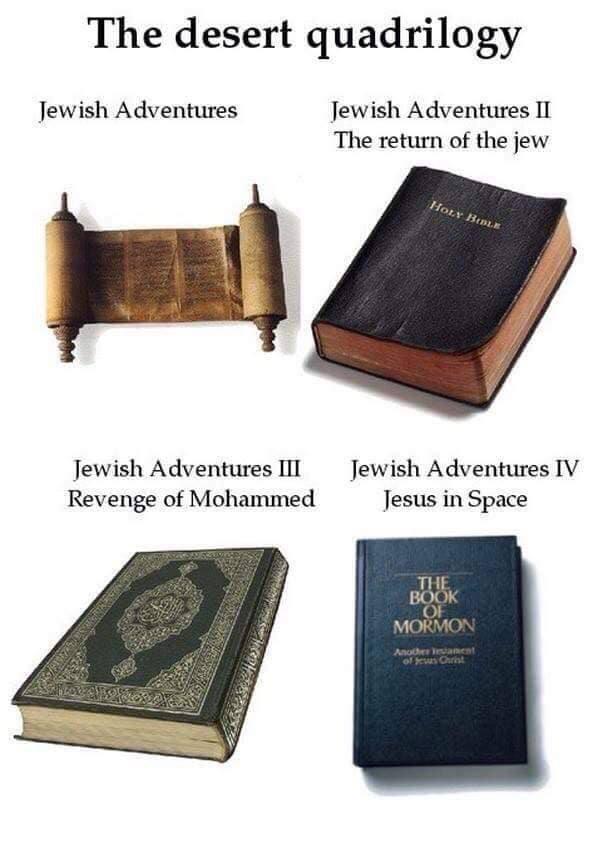 The desert quadrilogy
Jewish Adventures
Jewish Adventures II
The return of the jew
HOLY BIBLE
Jewish Adventures III
Revenge of Mohammed
Jewish Adventures IV
Jesus in Space
THE
BOOK
OF
MORMON
Another Testament
of Jesus Christ